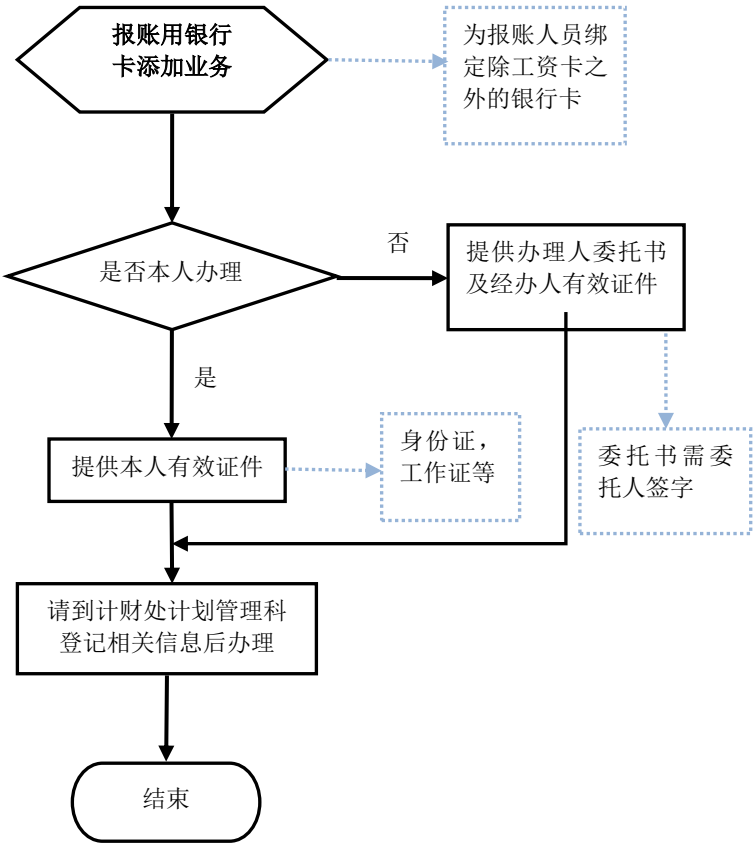 报账用银行
卡添加业务
为报账人员绑
定除工资卡之
外的银行卡
是否本人办理
否
提供办理人委托书
及经办人有效证件
是
提供本人有效证件
身份证，
工作证等
委托书需委
托人签字
请到计财处计划管理科
登记相关信息后办理
结束